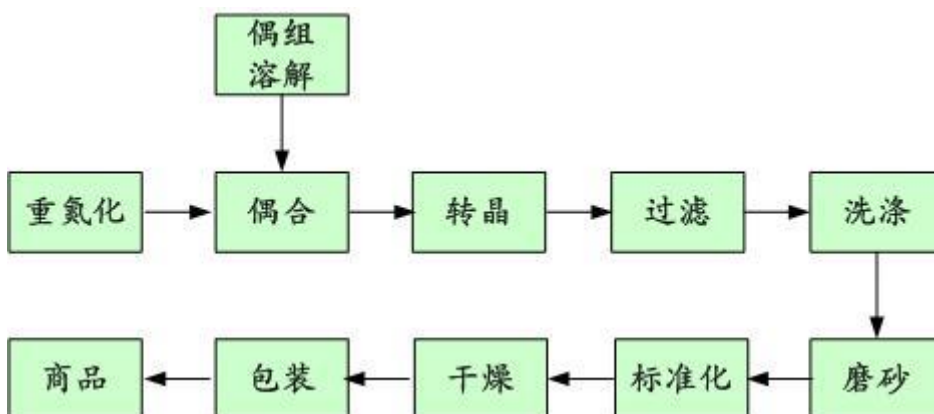 偶组
溶解
重氮化
偶合
转晶
过滤
洗涤
商品
包装
干燥
标准化
磨砂